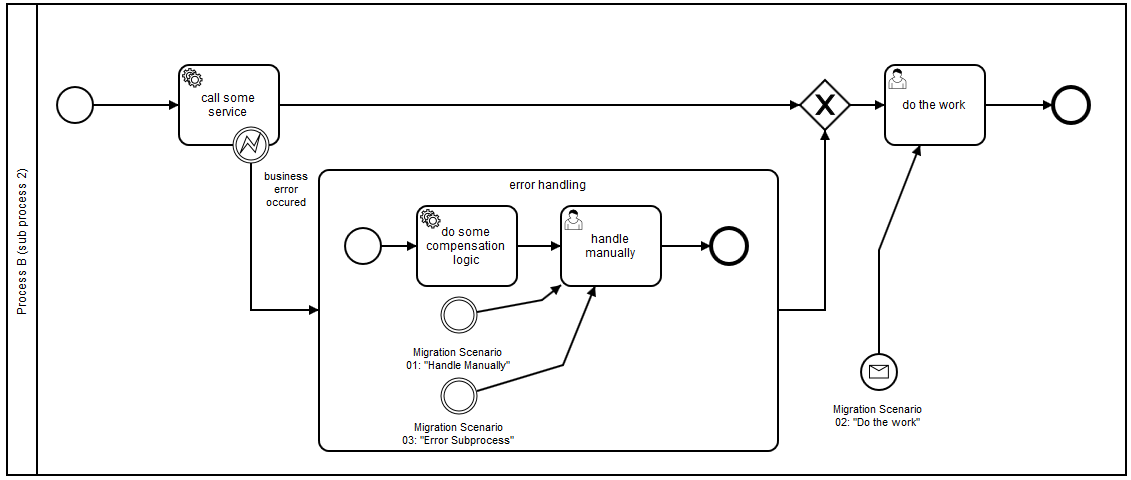 Process B (sub process 2)
call some
service
business
error
occured
error handling
do some
compensation
logic
handle
manually
Migration Scenario
01: "Handle Manually"
Migration Scenario
03: "Error Subprocess"
X
do the work
Migration Scenario
02: "Do the work"